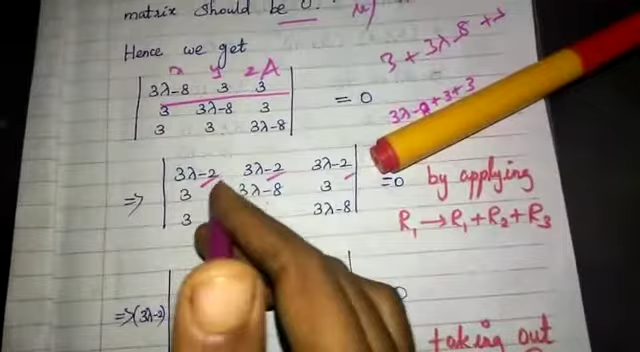 matrix should be 0.
Hence we get
3 + 3λ-8 + 3
x y z A
3λ-8 3 3
3 3λ-8 3 = 0
3 3 3λ-8
3λ-8+3+3
=> 3λ-2 3λ-2 3λ-2
3 3λ-8 3 =0
3 3λ-8
by applying
R₁→R₁+R₂+R₃
=>(3λ-2)
taking out